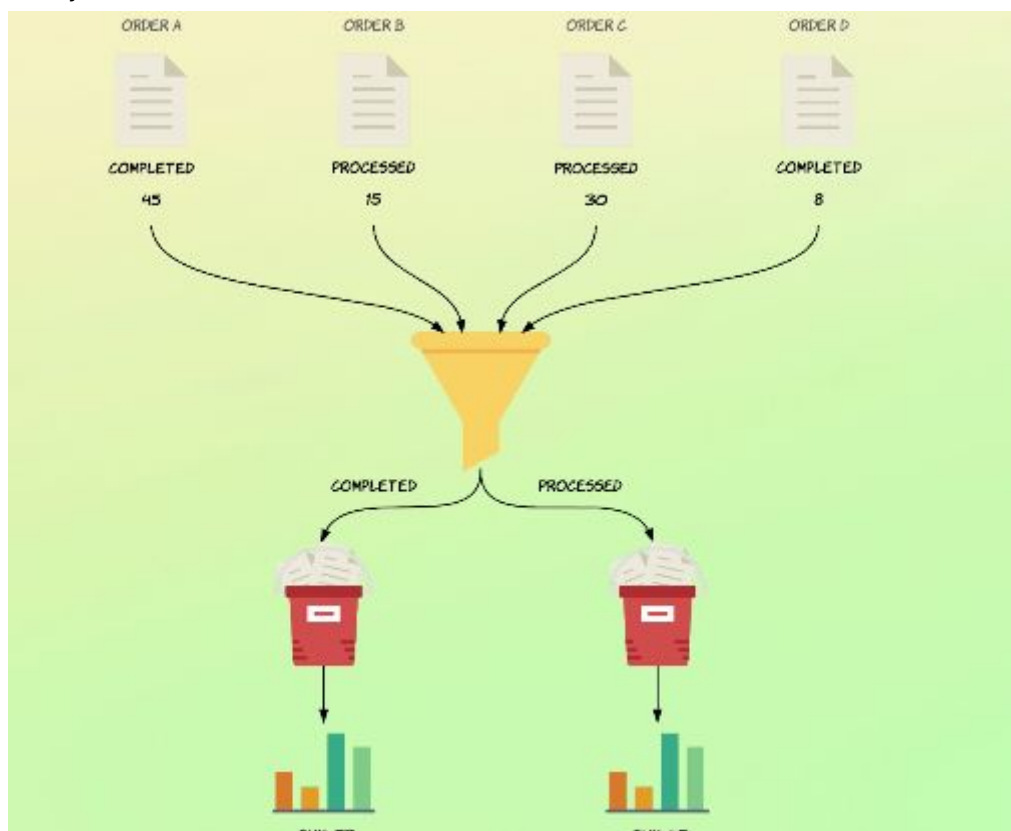 ORDER A
ORDER B
ORDER C
ORDER D
COMPLETED
PROCESSED
PROCESSED
COMPLETED
45
15
30
8
COMPLETED
PROCESSED